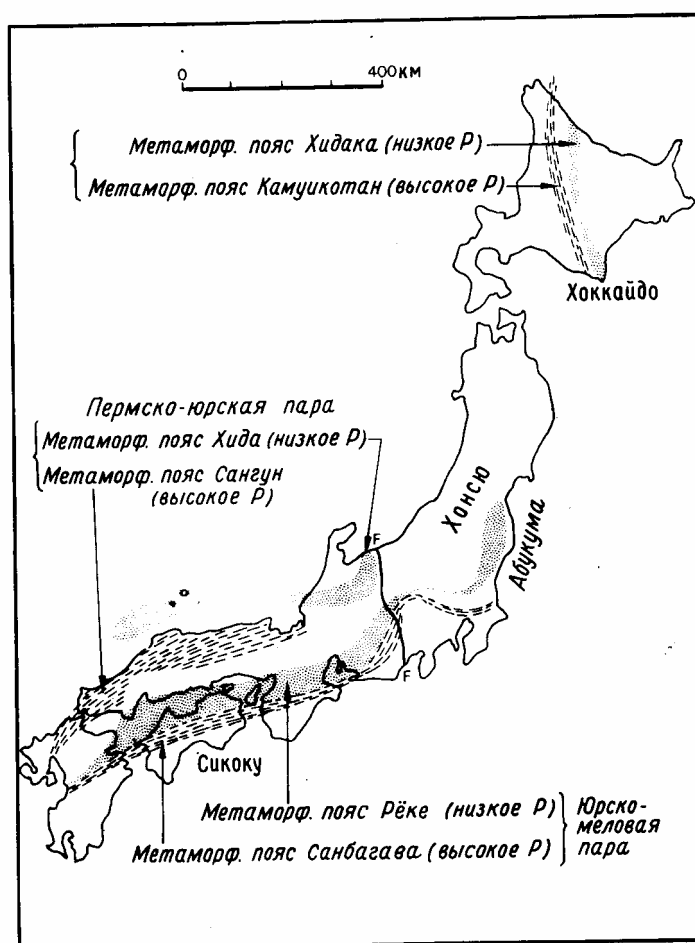 0 400км
Метаморф. пояс Хидака (низкое P)
Метаморф. пояс Камуикотан (высокое P)
Хоккайдо
Пермско-юрская пара
Метаморф. пояс Хида (низкое P)
Метаморф. пояс Сангун
(высокое P)
F
Хонсю
Абукума
F
Сикоку
Метаморф. пояс Рёке (низкое P)
Метаморф. пояс Санбагава (высокое P)
Юрско-
меловая
пара